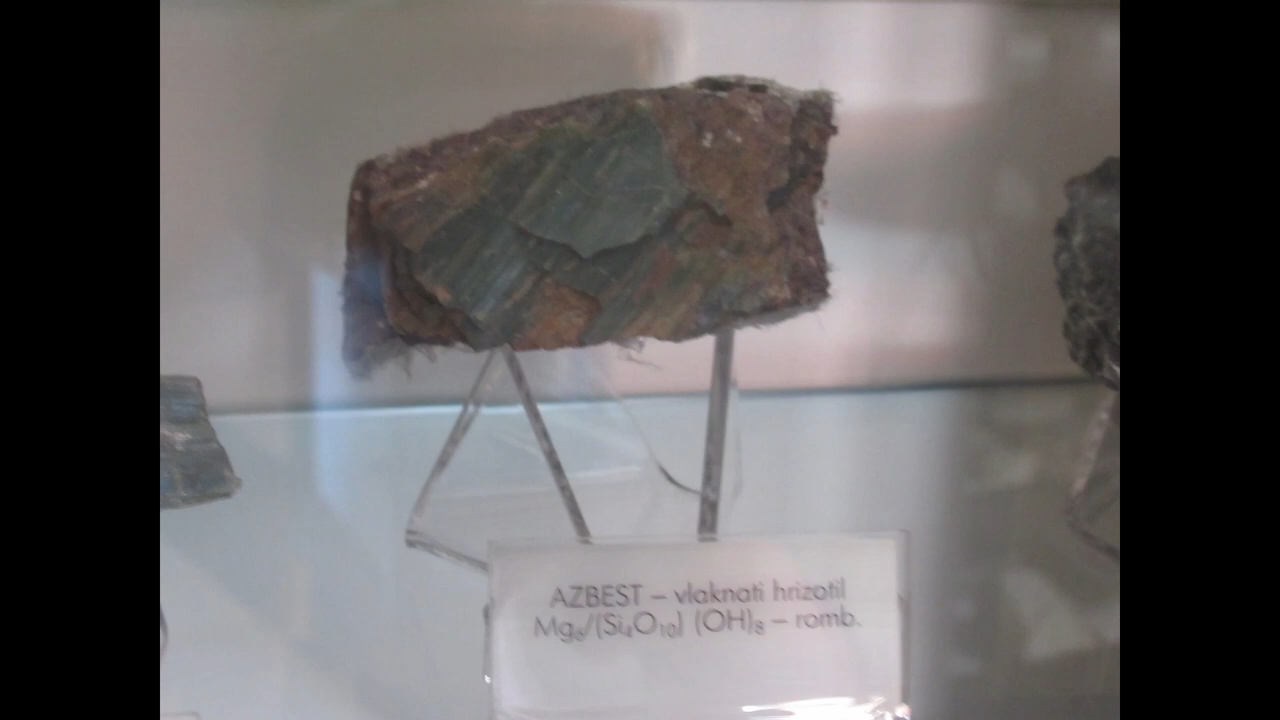 AZBEST – vlaknati hrizotil
Mg₆/(Si₄O₁₀) (OH)₈ – romb.